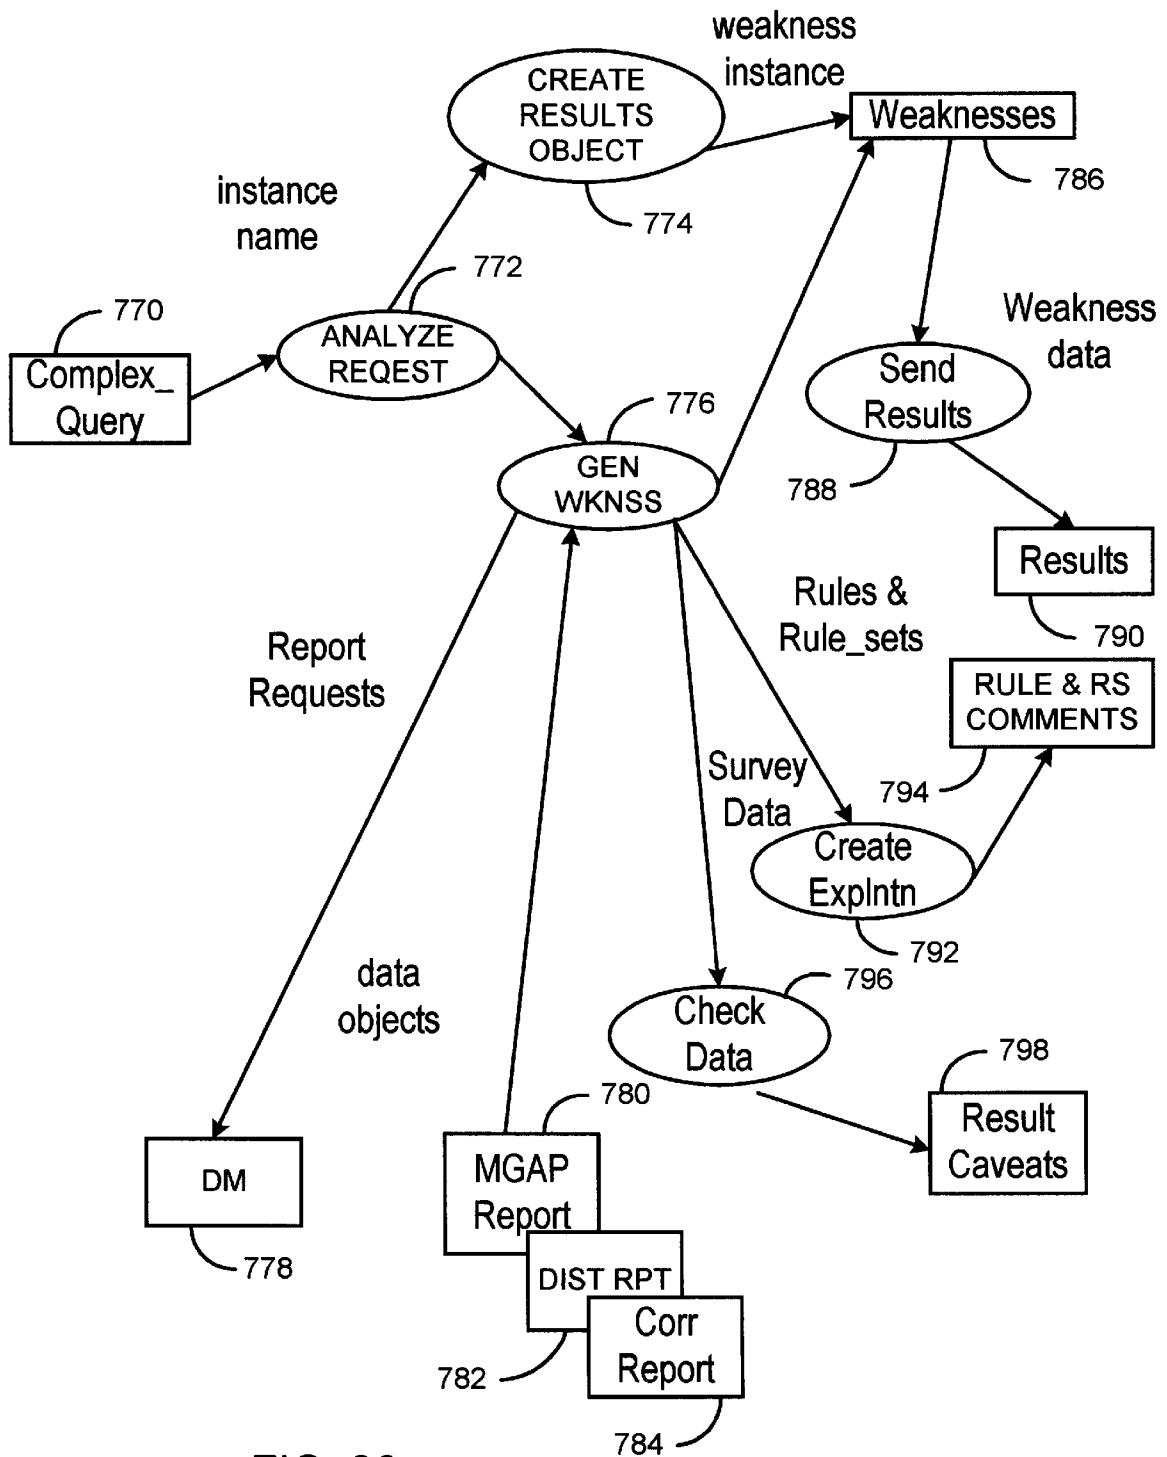 weakness
instance
CREATE
RESULTS
OBJECT
Weaknesses
786
774
instance
name
772
770
ANALYZE
REQEST
Complex_
Query
Weakness
data
Send
Results
788
776
GEN
WKNSS
Results
790
Rules &
Rule_sets
Report
Requests
RULE & RS
COMMENTS
794
Survey
Data
Create
Explntn
792
data
objects
796
Check
Data
798
Result
Caveats
780
MGAP
Report
DM
778
DIST RPT
782
Corr
Report
784